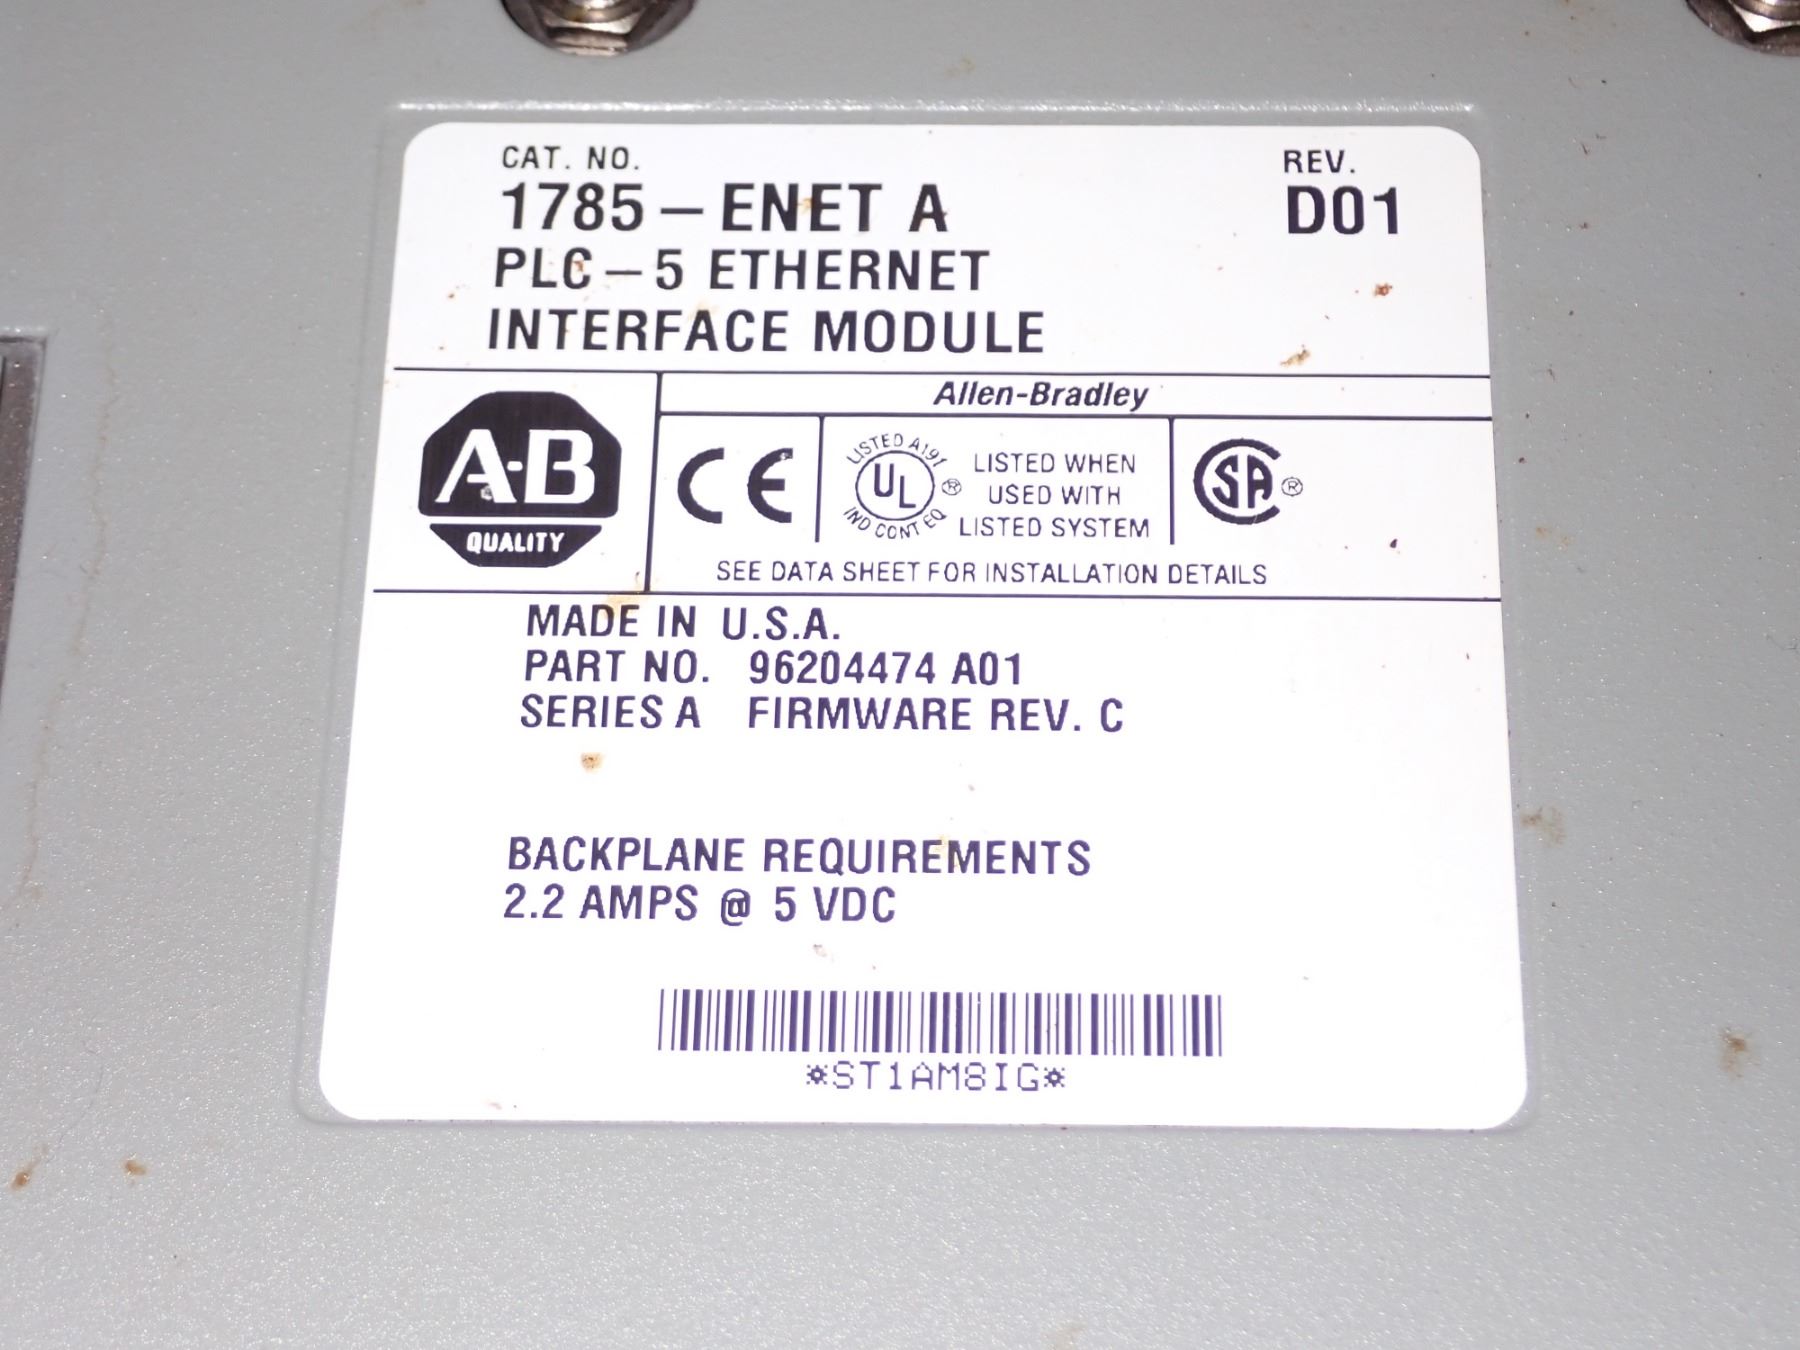 CAT. NO.
1785 – ENET A
REV.
D01
PLC – 5 ETHERNET
INTERFACE MODULE
Allen-Bradley
A-B
QUALITY
CE
LISTED A191
UL ®
IND CONT EQ
LISTED WHEN
USED WITH
LISTED SYSTEM
SA ®
SEE DATA SHEET FOR INSTALLATION DETAILS
MADE IN U.S.A.
PART NO. 96204474 A01
SERIES A FIRMWARE REV. C
BACKPLANE REQUIREMENTS
2.2 AMPS @ 5 VDC
*ST1AM8IG*